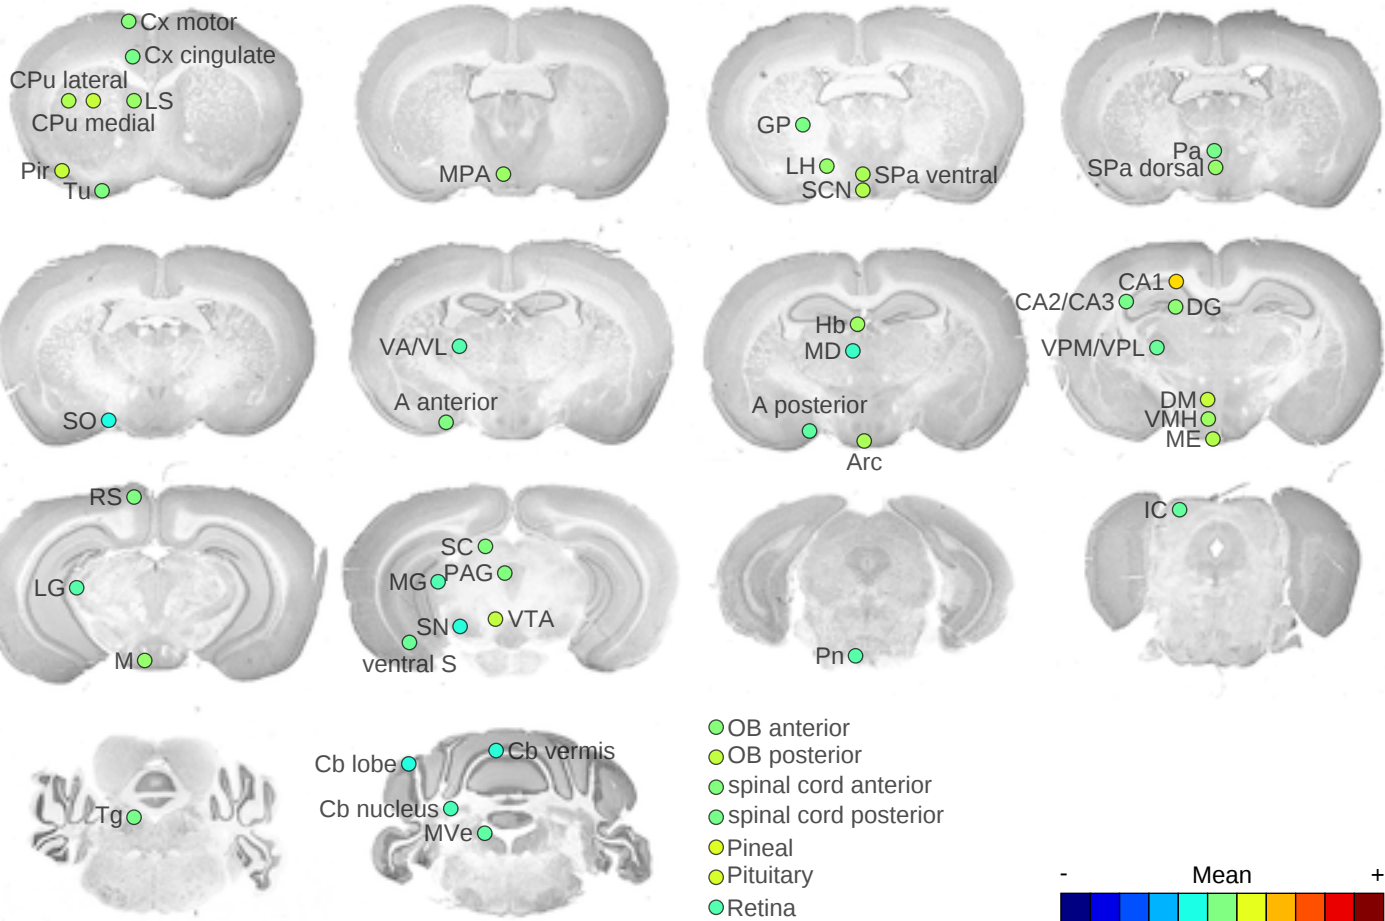 Cx motor
Cx cingulate
CPu lateral
LS
CPu medial
Pir
Tu
MPA
GP
LH
SPa ventral
SCN
Pa
SPa dorsal
SO
VA/VL
A anterior
Hb
MD
A posterior
Arc
CA1
CA2/CA3
DG
VPM/VPL
DM
VMH
ME
RS
LG
M
SC
PAG
MG
SN
VTA
ventral S
Pn
IC
Tg
Cb lobe
Cb vermis
Cb nucleus
MVe
OB anterior
OB posterior
spinal cord anterior
spinal cord posterior
Pineal
Pituitary
Retina
- Mean +